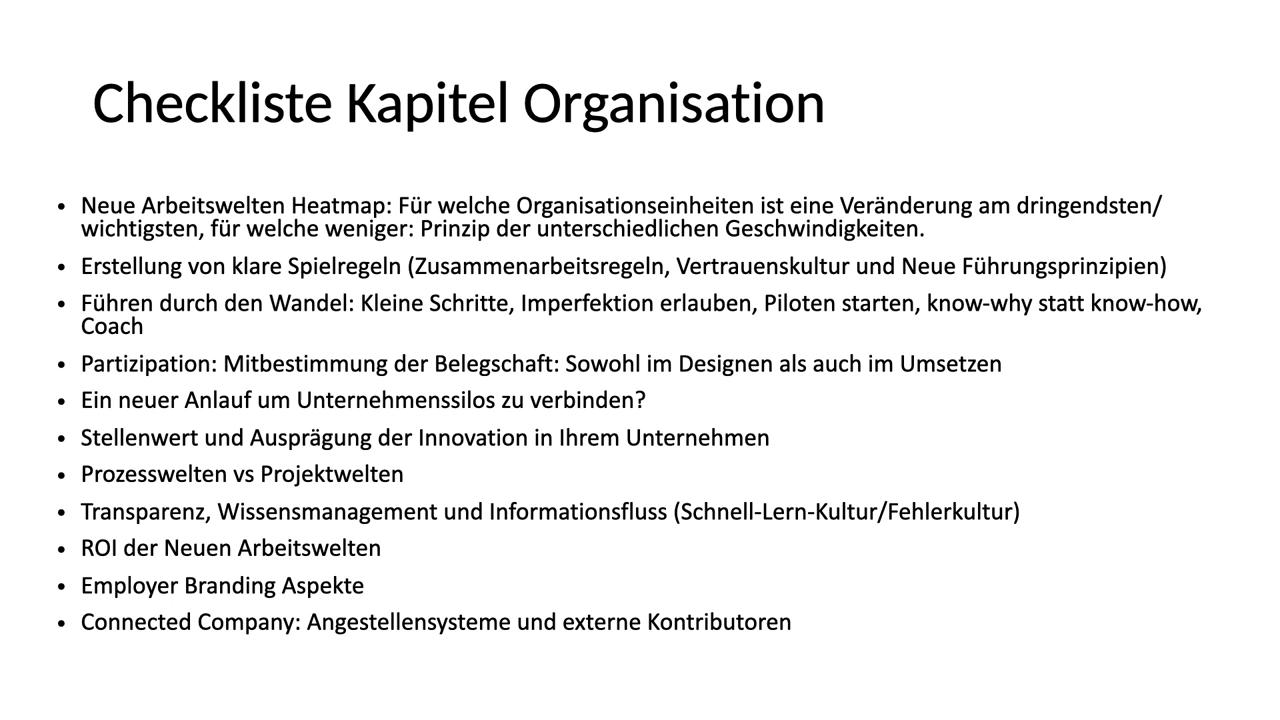 Checkliste Kapitel Organisation
• Neue Arbeitswelten Heatmap: Für welche Organisationseinheiten ist eine Veränderung am dringendsten/
wichtigsten, für welche weniger: Prinzip der unterschiedlichen Geschwindigkeiten.
• Erstellung von klare Spielregeln (Zusammenarbeitsregeln, Vertrauenskultur und Neue Führungsprinzipien)
• Führen durch den Wandel: Kleine Schritte, Imperfektion erlauben, Piloten starten, know-why statt know-how,
Coach
• Partizipation: Mitbestimmung der Belegschaft: Sowohl im Designen als auch im Umsetzen
• Ein neuer Anlauf um Unternehmenssilos zu verbinden?
• Stellenwert und Ausprägung der Innovation in Ihrem Unternehmen
• Prozesswelten vs Projektwelten
• Transparenz, Wissensmanagement und Informationsfluss (Schnell-Lern-Kultur/Fehlerkultur)
• ROI der Neuen Arbeitswelten
• Employer Branding Aspekte
• Connected Company: Angestellensysteme und externe Kontributoren